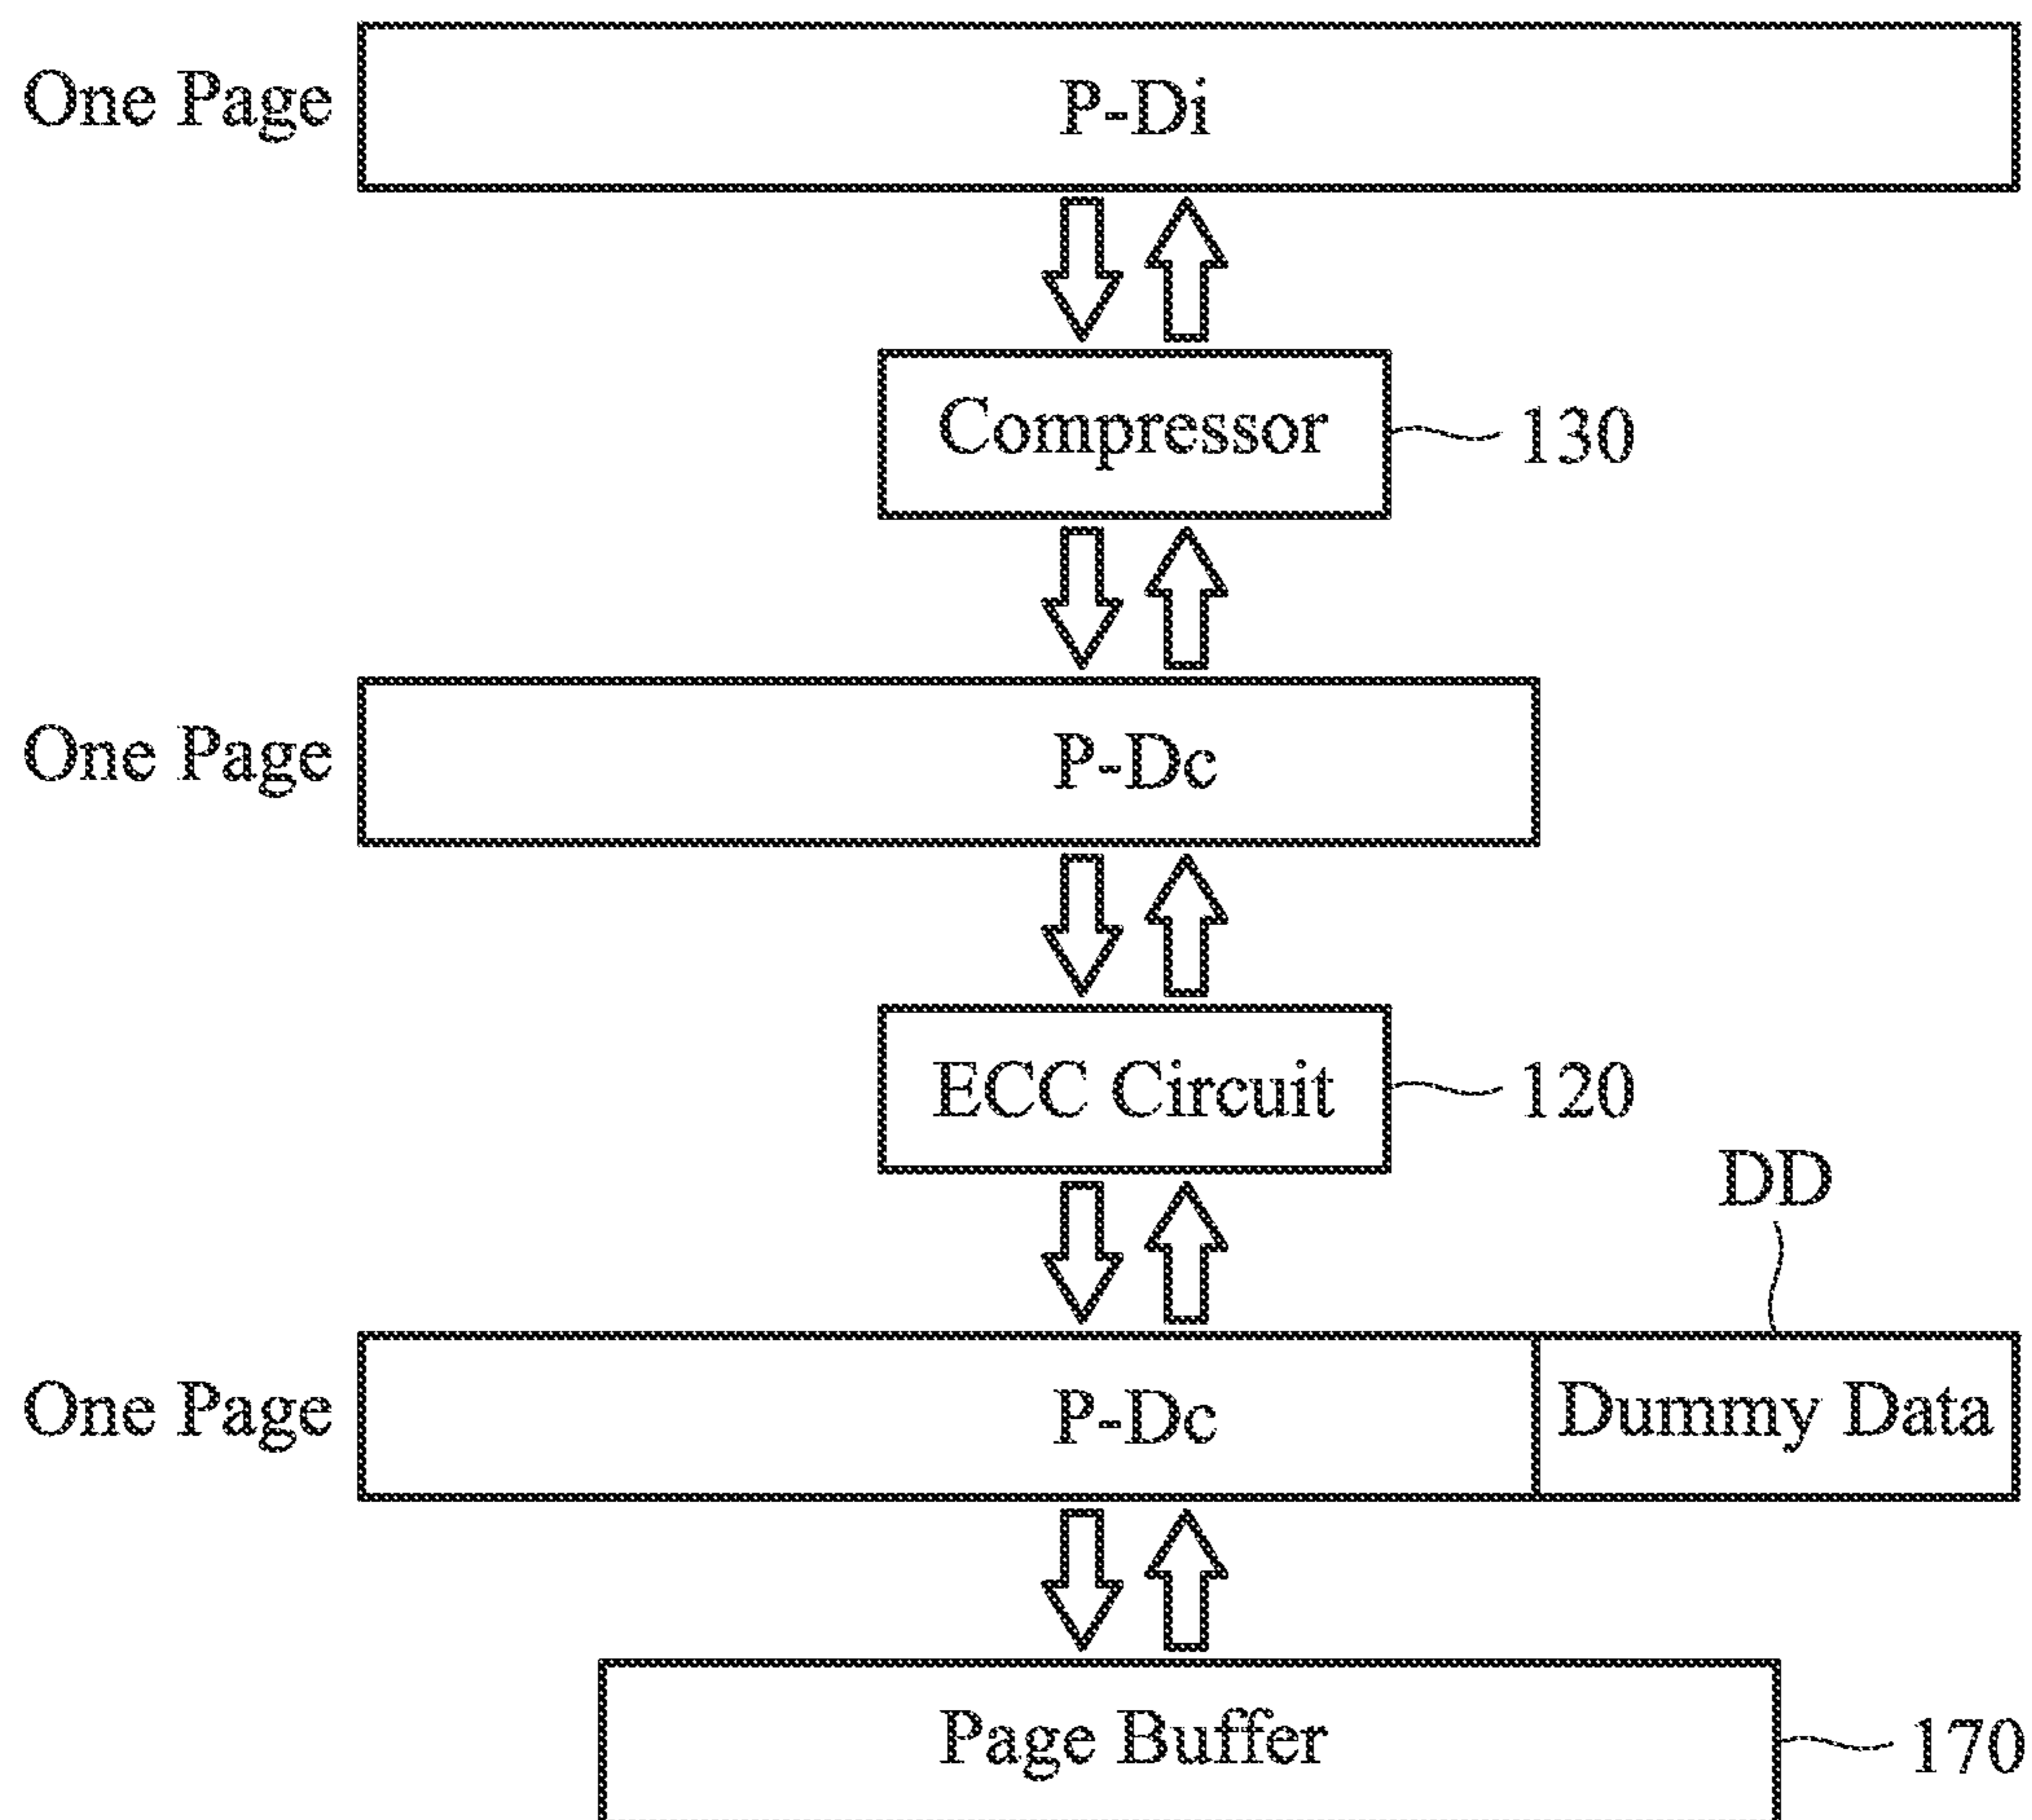 One Page
P-Di
Compressor
130
One Page
P-Dc
ECC Circuit
120
DD
One Page
P-Dc
Dummy Data
Page Buffer
170